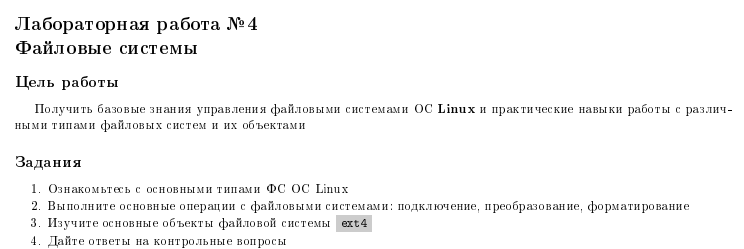 Лабораторная работа №4
Файловые системы
Цель работы
Получить базовые знания управления файловыми системами ОС Linux и практические навыки работы с различ-
ными типами файловых систем и их объектами
Задания
1. Ознакомьтесь с основными типами ФС ОС Linux
2. Выполните основные операции с файловыми системами: подключение, преобразование, форматирование
3. Изучите основные объекты файловой системы ext4
4. Дайте ответы на контрольные вопросы